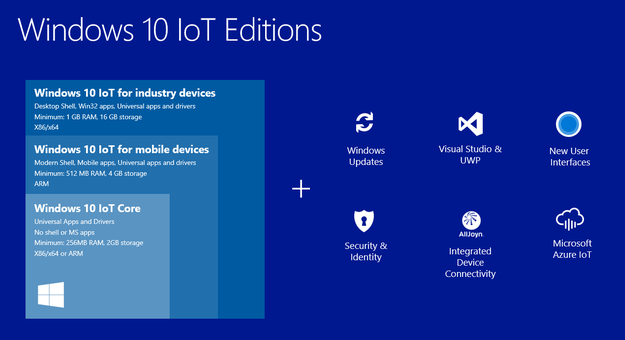 Windows 10 IoT Editions
Windows 10 IoT for industry devices
Desktop Shell, Win32 apps, Universal apps and drivers
Minimum: 1 GB RAM, 16 GB storage
X86/x64
Windows 10 IoT for mobile devices
Modern Shell, Mobile apps, Universal apps and drivers
Minimum: 512 MB RAM, 4 GB storage
ARM
Windows 10 IoT Core
Universal Apps and Drivers
No shell or MS apps
Minimum: 256MB RAM, 2GB storage
X86/x64 or ARM
+
Windows
Updates
Visual Studio &
UWP
New User
Interfaces
Security &
Identity
AllJoyn
Integrated
Device
Connectivity
Microsoft
Azure IoT